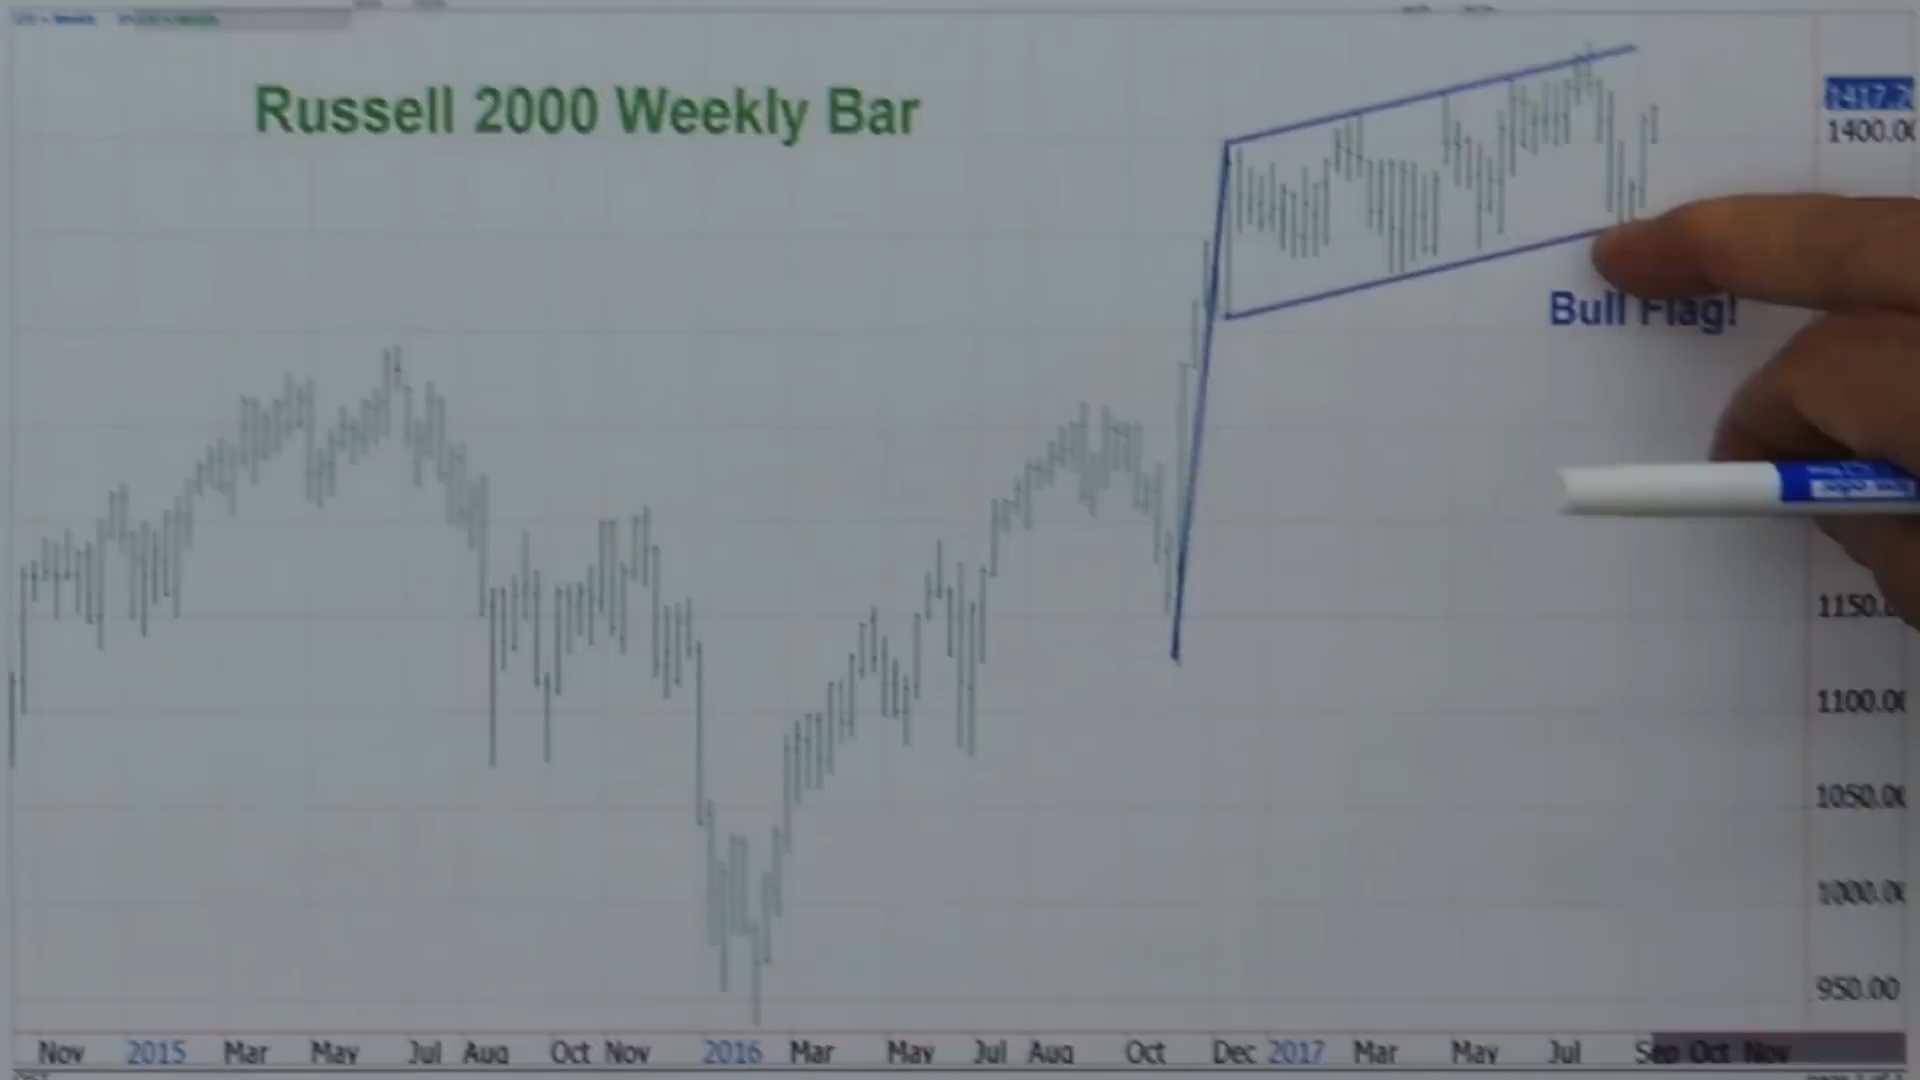 Russell 2000 Weekly Bar
1400.00
Bull Flag!
1150.0
1100.00
1050.00
1000.00
950.00
Nov 2015 Mar May Jul Aug Oct Nov 2016 Mar May Jul Aug Oct Dec 2017 Mar May Jul Sep Oct Nov